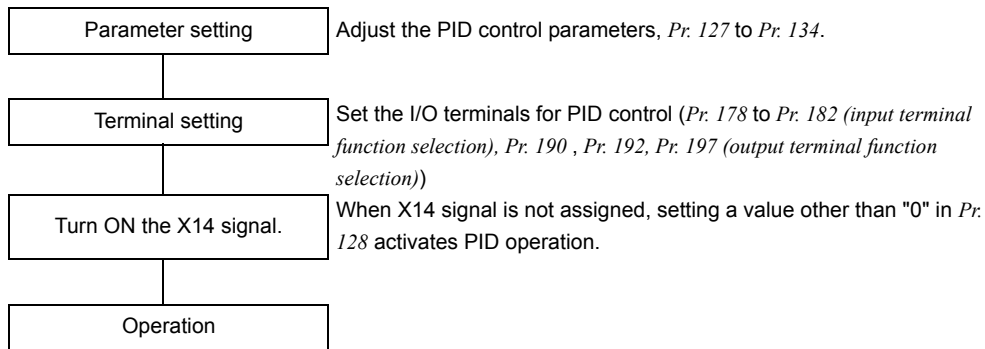 Parameter setting
Adjust the PID control parameters, Pr. 127 to Pr. 134.
Terminal setting
Set the I/O terminals for PID control (Pr. 178 to Pr. 182 (input terminal
function selection), Pr. 190 , Pr. 192, Pr. 197 (output terminal function
selection))
Turn ON the X14 signal.
When X14 signal is not assigned, setting a value other than "0" in Pr.
128 activates PID operation.
Operation